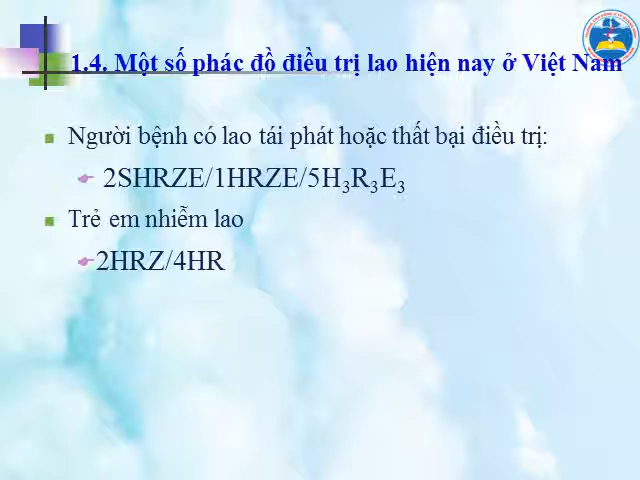 1.4. Một số phác đồ điều trị lao hiện nay ở Việt Nam
Người bệnh có lao tái phát hoặc thất bại điều trị:
2SHRZE/1HRZE/5H₃R₃E₃
Trẻ em nhiễm lao
2HRZ/4HR